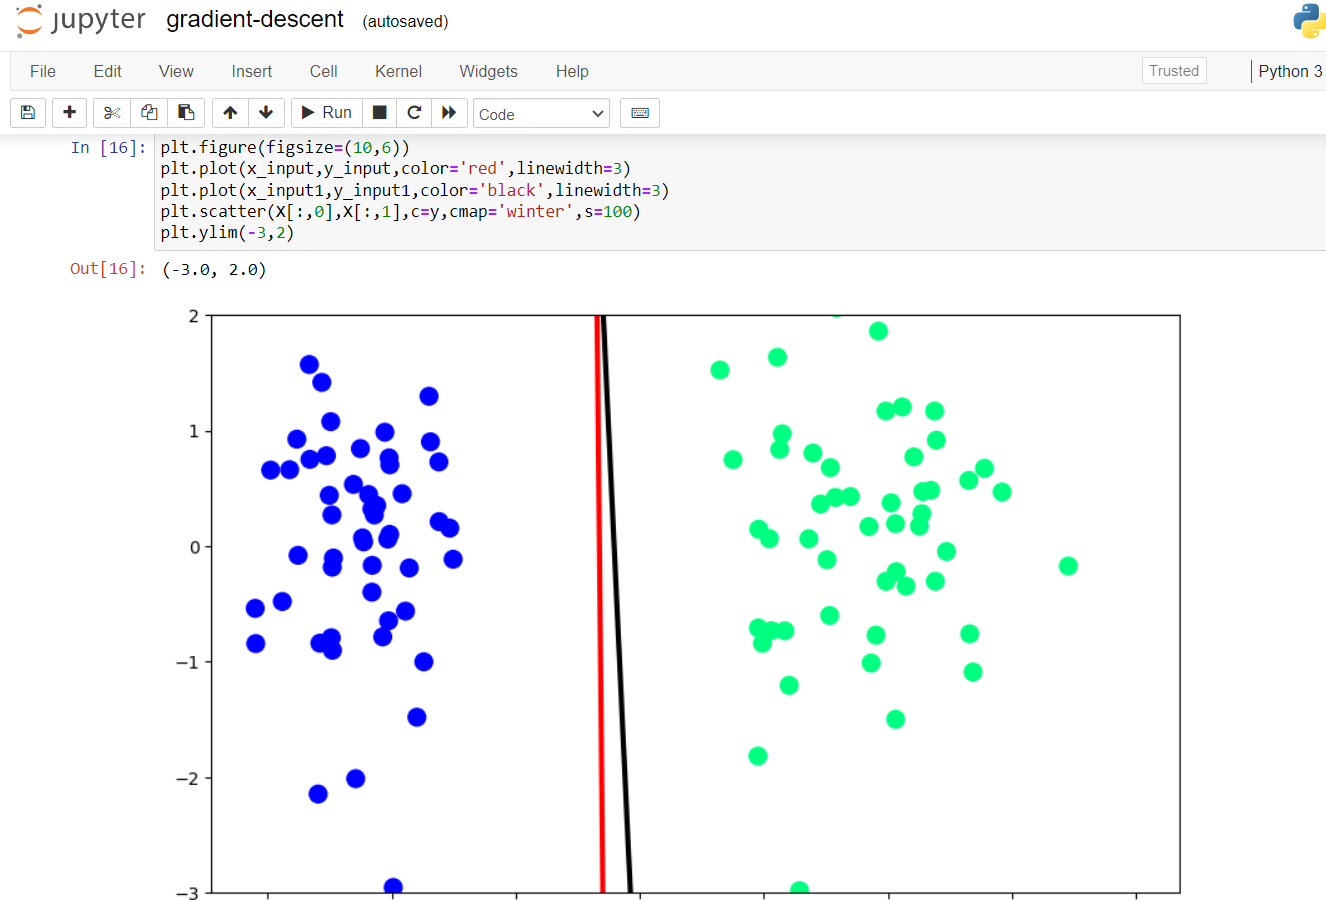 jupyter gradient-descent (autosaved)
File Edit View Insert Cell Kernel Widgets Help Trusted Python 3
Run Code
In [16]: plt.figure(figsize=(10,6))
plt.plot(x_input,y_input,color='red',linewidth=3)
plt.plot(x_input1,y_input1,color='black',linewidth=3)
plt.scatter(X[:,0],X[:,1],c=y,cmap='winter',s=100)
plt.ylim(-3,2)
Out[16]: (-3.0, 2.0)
2
1
0
−1
−2
−3